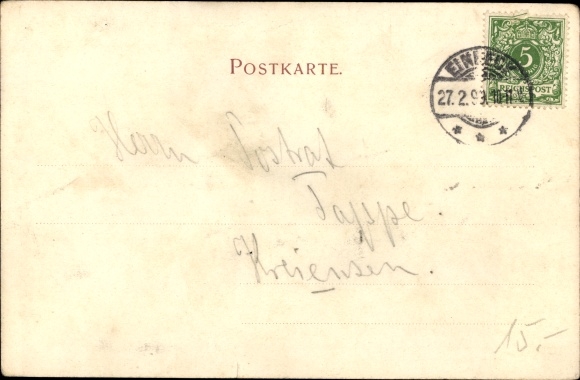 POSTKARTE.
5
REICHSPOST
EINBECK
27.2.99.
Herrn Postrat
Tappe.
Kreiensen.
15.-